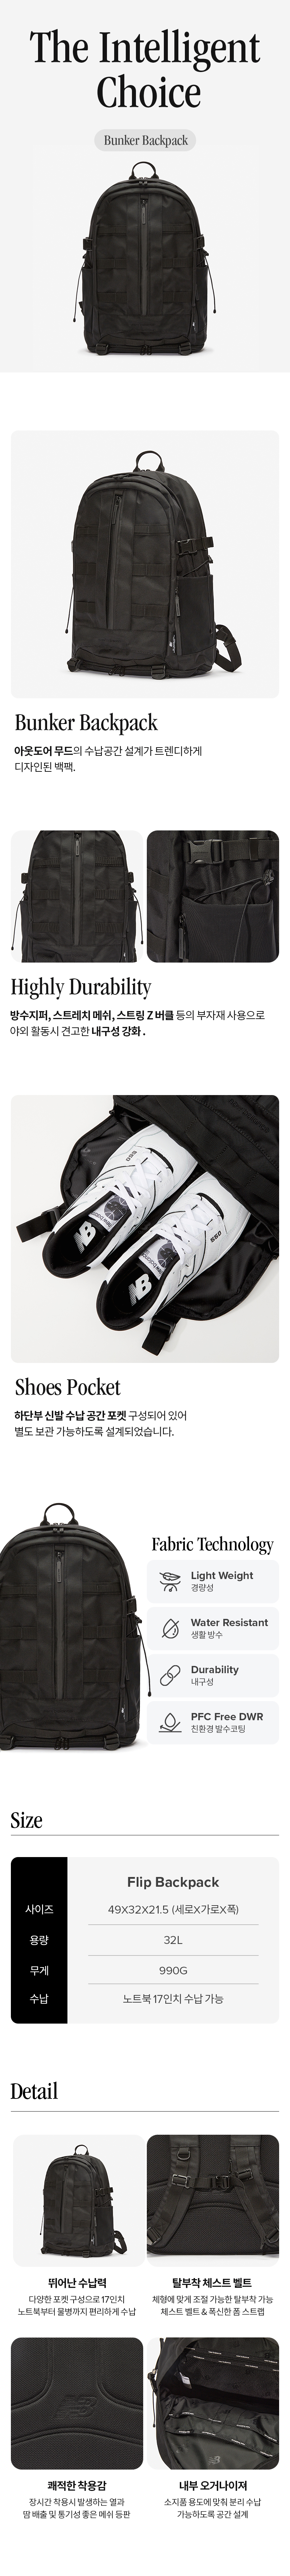 The Intelligent
Choice
Bunker Backpack
Bunker Backpack
아웃도어 무드의 수납공간 설계가 트렌디하게
디자인된 백팩.
Highly Durability
방수지퍼, 스트레치 메쉬, 스트링 Z 버클 등의 부자재 사용으로
야외 활동시 견고한 내구성 강화 .
NB
550
NB
550
Shoes Pocket
하단부 신발 수납 공간 포켓 구성되어 있어
별도 보관 가능하도록 설계되었습니다.
Fabric Technology
Light Weight
경량성
Water Resistant
생활 방수
Durability
내구성
PFC Free DWR
친환경 발수코팅
Size
Flip Backpack
사이즈 49X32X21.5 (세로X가로X폭)
용량 32L
무게 990G
수납 노트북 17인치 수납 가능
Detail
뛰어난 수납력
다양한 포켓 구성으로 17인치
노트북부터 물병까지 편리하게 수납
탈부착 체스트 벨트
체형에 맞게 조절 가능한 탈부착 가능
체스트 벨트 & 폭신한 폼 스트랩
쾌적한 착용감
장시간 착용시 발생하는 열과
땀 배출 및 통기성 좋은 메쉬 등판
내부 오거나이져
소지품 용도에 맞춰 분리 수납
가능하도록 공간 설계